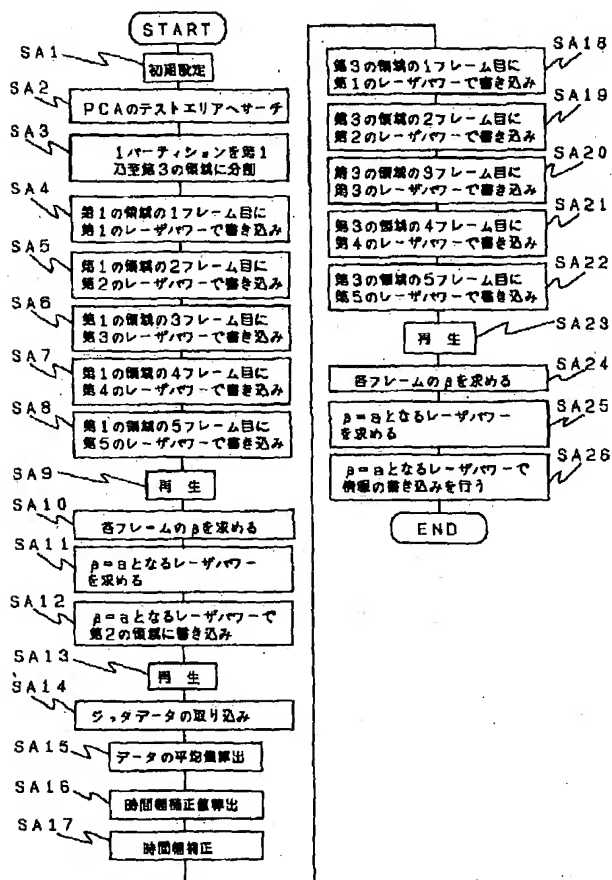 START
SA1
初期設定
SA2
PCAのテストエリアへサーチ
SA3
1パーティションを第1
乃至第3の領域に分割
SA4
第1の領域の1フレーム目に
第1のレーザパワーで書き込み
SA5
第1の領域の2フレーム目に
第2のレーザパワーで書き込み
SA6
第1の領域の3フレーム目に
第3のレーザパワーで書き込み
SA7
第1の領域の4フレーム目に
第4のレーザパワーで書き込み
SA8
第1の領域の5フレーム目に
第5のレーザパワーで書き込み
SA9
再生
SA10
各フレームのβを求める
SA11
β=aとなるレーザパワー
を求める
SA12
β=aとなるレーザパワーで
第2の領域に書き込み
SA13
再生
SA14
ジッタデータの取り込み
SA15
データの平均値算出
SA16
時間幅補正値算出
SA17
時間幅補正
SA18
第3の領域の1フレーム目に
第1のレーザパワーで書き込み
SA19
第3の領域の2フレーム目に
第2のレーザパワーで書き込み
SA20
第3の領域の3フレーム目に
第3のレーザパワーで書き込み
SA21
第3の領域の4フレーム目に
第4のレーザパワーで書き込み
SA22
第3の領域の5フレーム目に
第5のレーザパワーで書き込み
SA23
再生
SA24
各フレームのβを求める
SA25
β=aとなるレーザパワー
を求める
SA26
β=aとなるレーザパワーで
情報の書き込みを行う
END